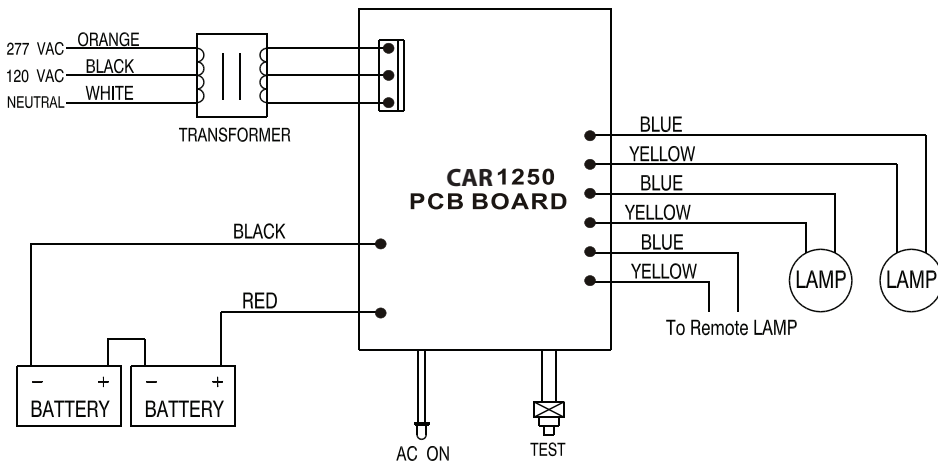 277 VAC ORANGE
120 VAC BLACK
NEUTRAL WHITE
TRANSFORMER
CAR1250
PCB BOARD
BLUE
YELLOW
BLUE
YELLOW
BLUE
YELLOW
LAMP
LAMP
To Remote LAMP
BLACK
RED
- +
BATTERY
- +
BATTERY
AC ON
TEST